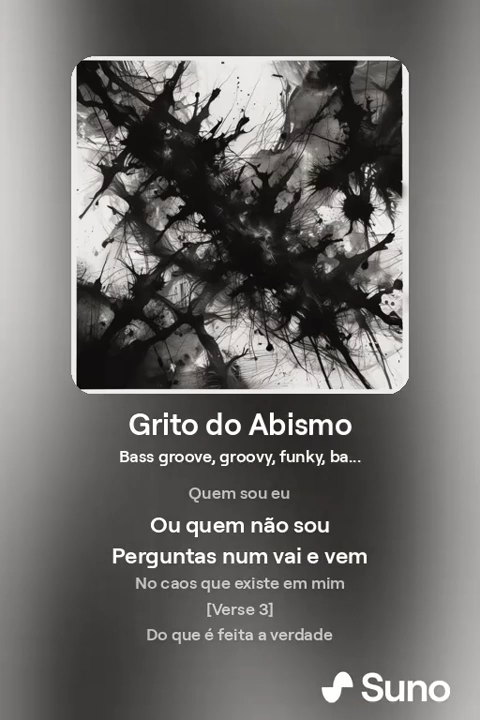 Grito do Abismo
Bass groove, groovy, funky, ba...
Quem sou eu
Ou quem não sou
Perguntas num vai e vem
No caos que existe em mim
[Verse 3]
Do que é feita a verdade
Suno